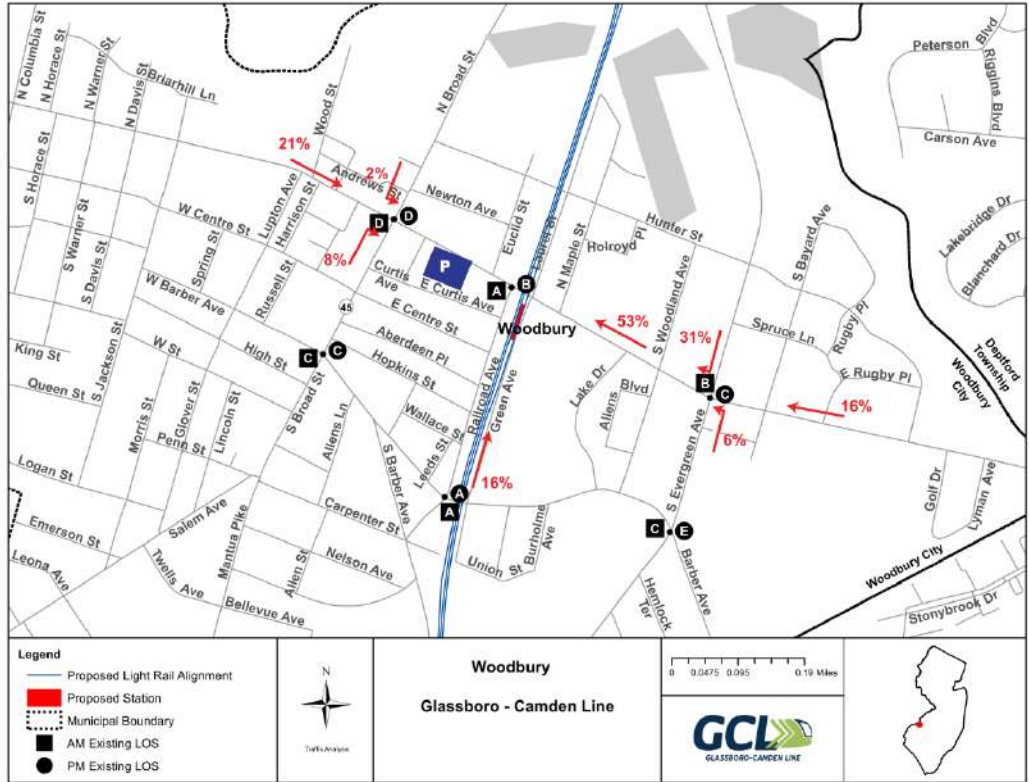 N Columbia St
N Horace St
N Warner St
N Davis St
Briarhill Ln
Wood St
N Broad St
Peterson
Blvd
Riggins
Blvd
Carson Ave
21%
2%
Andrews St
Newton Ave
S Horace St
S Warner St
S Davis St
W Centre St
Lupton Ave
Harrison St
D
D
8%
P
Euclid St
Laurel St
N Maple St
Holroyd
Pl
Hunter St
S Bayard Ave
Lakebridge Dr
Blanchard Dr
Spring St
Russell St
Curtis
Ave
E Curtis Ave
A
B
Woodbury
53%
S Woodland Ave
31%
Spruce Ln
Rugby Pl
E Rugby Pl
Deptford
Township
Woodbury
City
W Barber Ave
45
E Centre St
Aberdeen Pl
Hopkins St
C
C
King St
Queen St
S Jackson St
W St
High St
Morris St
Glover St
Lincoln St
S Broad St
Allens Ln
Wallace St
Leeds St
Railroad Ave
Green Ave
Lake Dr
Allens
Blvd
B
C
16%
6%
S Evergreen Ave
Penn St
Logan St
S Barber Ave
16%
A
A
Golf Dr
Lyman Ave
Emerson St
Salem Ave
Mantua Pike
Carpenter St
Burholme
Ave
C
E
Leona Ave
Twells Ave
Allen St
Nelson Ave
Union St
Barber Ave
Woodbury City
Bellevue Ave
Hemlock
Ter
Stonybrook Dr
Legend
Proposed Light Rail Alignment
Proposed Station
Municipal Boundary
AM Existing LOS
PM Existing LOS
N
Traffic Analysis
Woodbury
Glassboro - Camden Line
0 0.0475 0.095 0.19 Miles
GCL
GLASSBORO-CAMDEN LINE